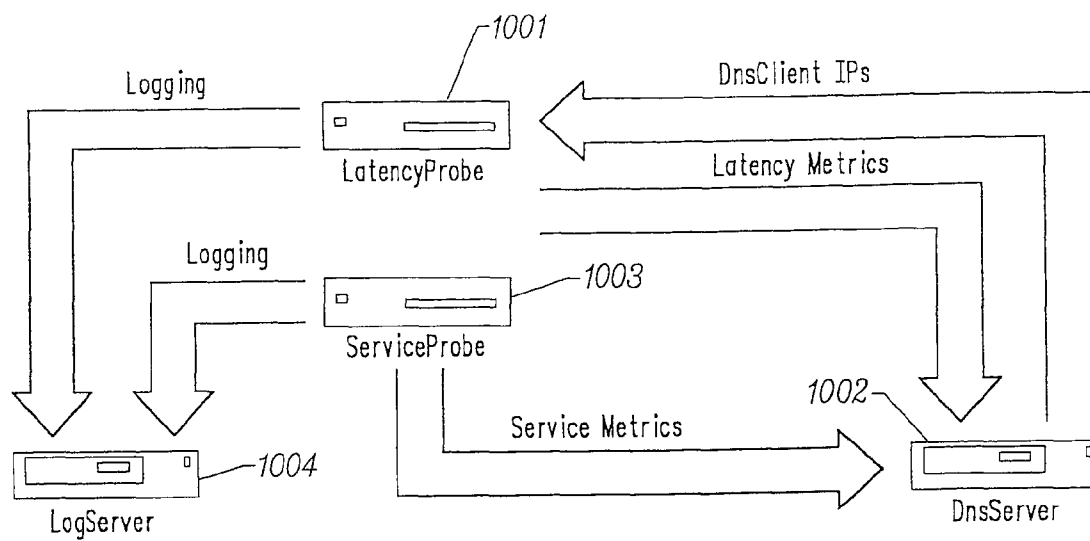 1001
Logging
DnsClient IPs
LatencyProbe
Latency Metrics
Logging
1003
ServiceProbe
1002
Service Metrics
1004
LogServer
DnsServer